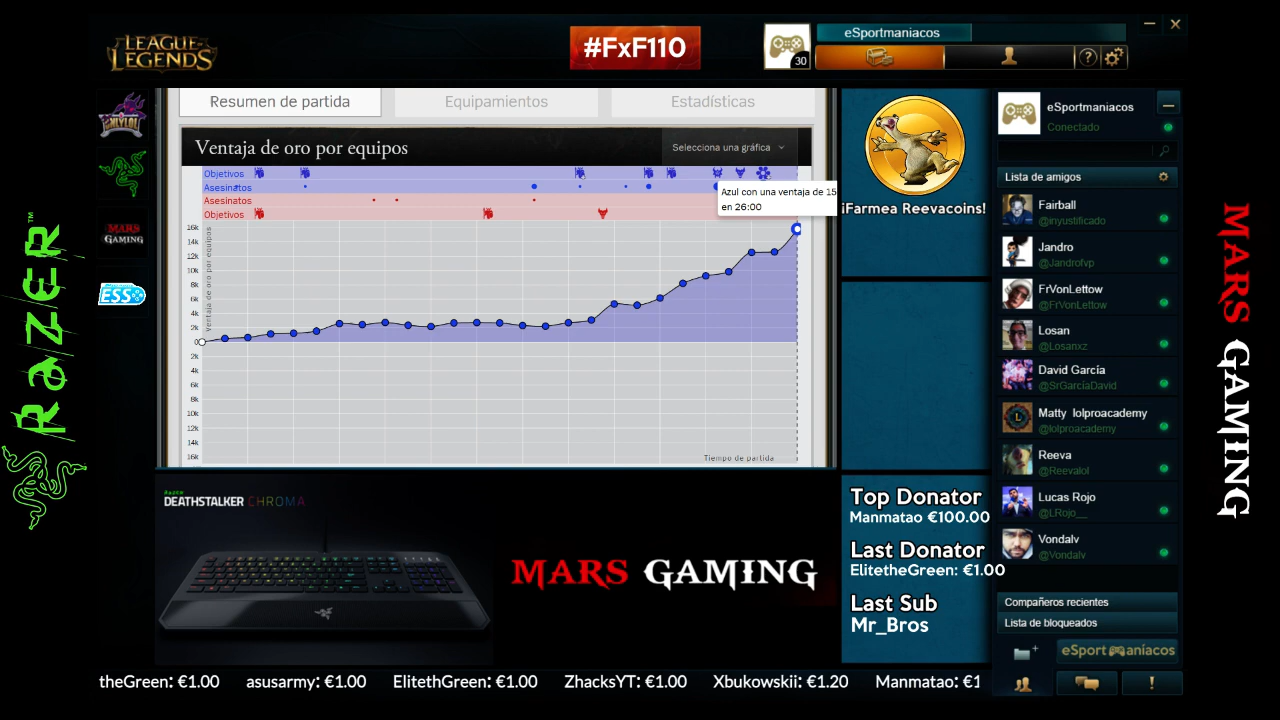 LEAGUE OF LEGENDS
#FxF110
30
eSportmaniacos
?
ONLYLOL
MARS
GAMING
ESS
RAZER™
Resumen de partida
Equipamientos
Estadísticas
Ventaja de oro por equipos
Selecciona una gráfica
Objetivos
Asesinatos
Asesinatos
Objetivos
Azul con una ventaja de 15
en 26:00
16k
14k
12k
10k
8k
6k
4k
2k
0k
2k
4k
6k
8k
10k
12k
14k
16k
Ventaja de oro por equipos
Tiempo de partida
¡Farmea Reevacoins!
eSportmaniacos
Conectado
Lista de amigos
Fairball
@inyustificado
Jandro
@Jandrofvp
FrVonLettow
@FrVonLettow
Losan
@Losanxz
David García
@SrGarciaDavid
Matty lolproacademy
@lolproacademy
Reeva
@Reevalol
Lucas Rojo
@LRojo__
Vondalv
@Vondalv
Compañeros recientes
Lista de bloqueados
eSportmaníacos
MARS GAMING
RAZER
DEATHSTALKER CHROMA
MARS GAMING
Top Donator
Manmatao €100.00
Last Donator
ElitetheGreen: €1.00
Last Sub
Mr_Bros
theGreen: €1.00 asusarmy: €1.00 ElitethGreen: €1.00 ZhacksYT: €1.00 Xbukowskii: €1.20 Manmatao: €1